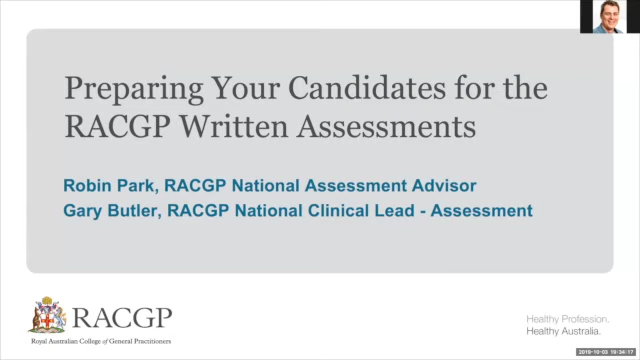 Preparing Your Candidates for the
RACGP Written Assessments
Robin Park, RACGP National Assessment Advisor
Gary Butler, RACGP National Clinical Lead - Assessment
RACGP
Royal Australian College of General Practitioners
Healthy Profession.
Healthy Australia.
2019-10-03 19:34:17